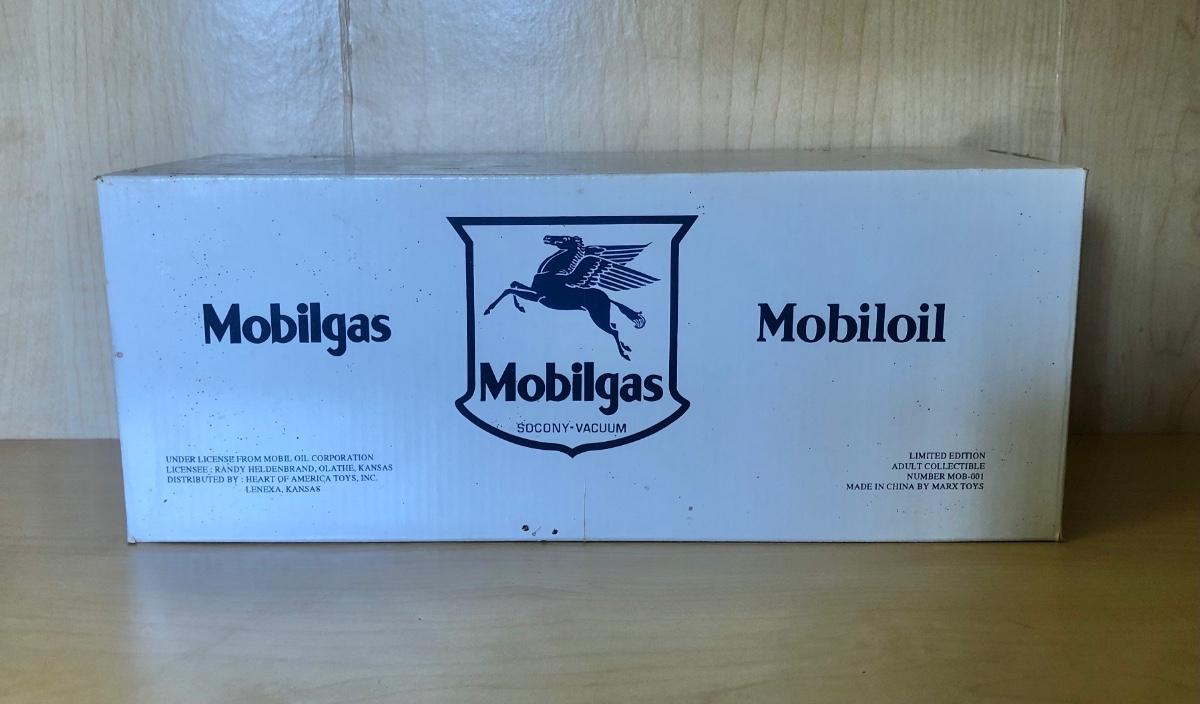 Mobilgas
Mobilgas
SOCONY-VACUUM
Mobiloil
UNDER LICENSE FROM MOBIL OIL CORPORATION
LICENSEE : RANDY HELDENBRAND, OLATHE, KANSAS
DISTRIBUTED BY : HEART OF AMERICA TOYS, INC.
LENEXA, KANSAS
LIMITED EDITION
ADULT COLLECTIBLE
NUMBER MOB-001
MADE IN CHINA BY MARX TOYS